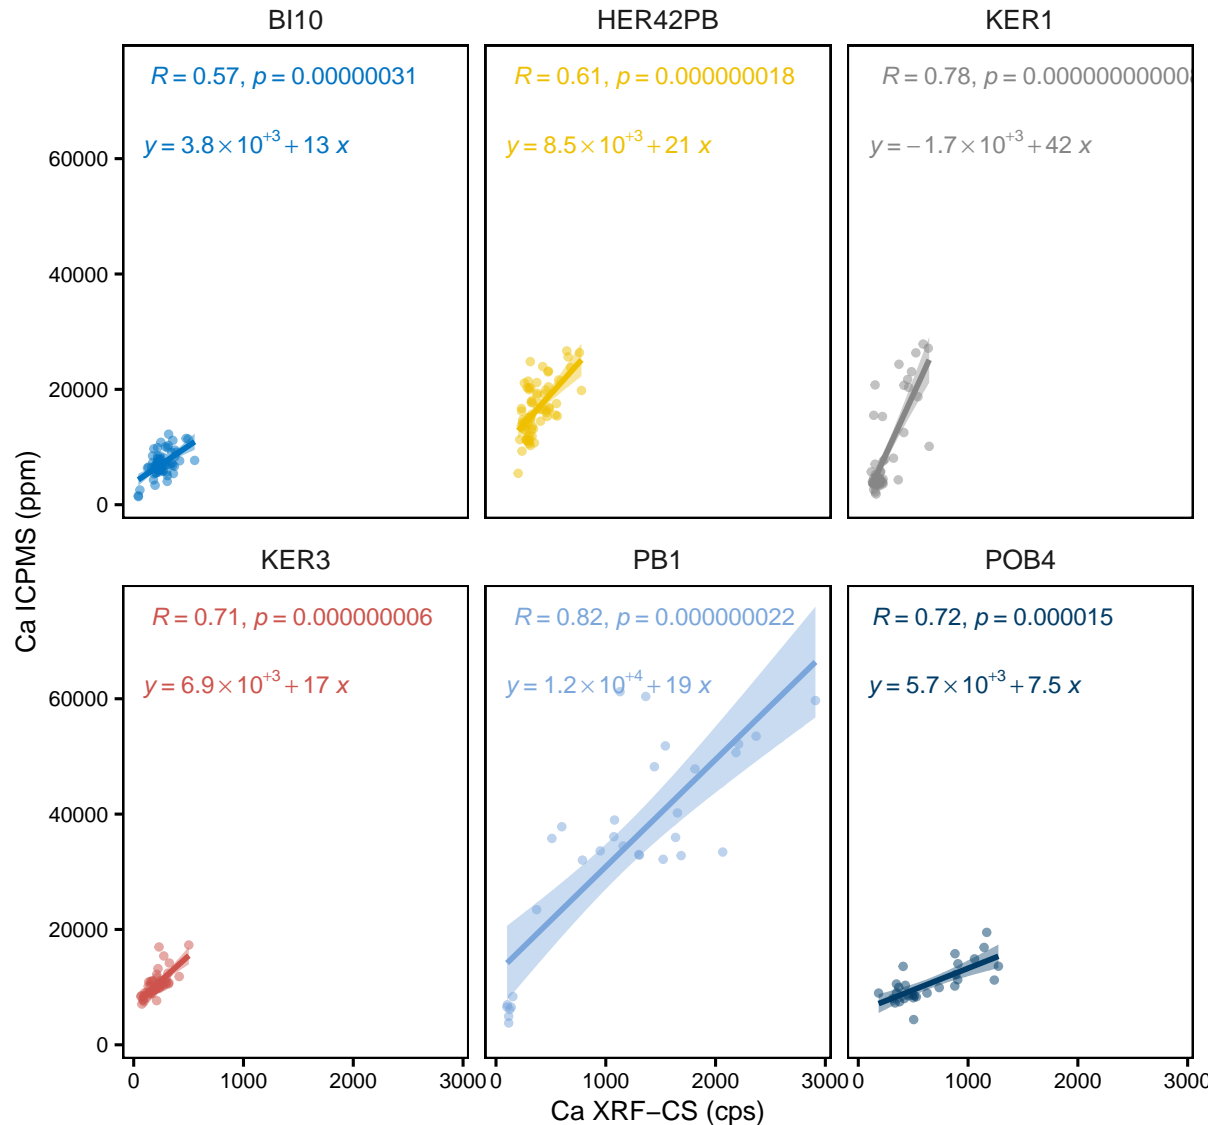 BI10 HER42PB KER1
R = 0.57, p = 0.00000031 R = 0.61, p = 0.000000018 R = 0.78, p = 0.00000000000
y = 3.8 × 10⁺³ + 13 x y = 8.5 × 10⁺³ + 21 x y = −1.7 × 10⁺³ + 42 x
60000
40000
20000
0
Ca ICPMS (ppm)
KER3 PB1 POB4
R = 0.71, p = 0.000000006 R = 0.82, p = 0.000000022 R = 0.72, p = 0.000015
y = 6.9 × 10⁺³ + 17 x y = 1.2 × 10⁺⁴ + 19 x y = 5.7 × 10⁺³ + 7.5 x
60000
40000
20000
0
0 1000 2000 3000 0 1000 2000 3000 0 1000 2000 3000
Ca XRF−CS (cps)